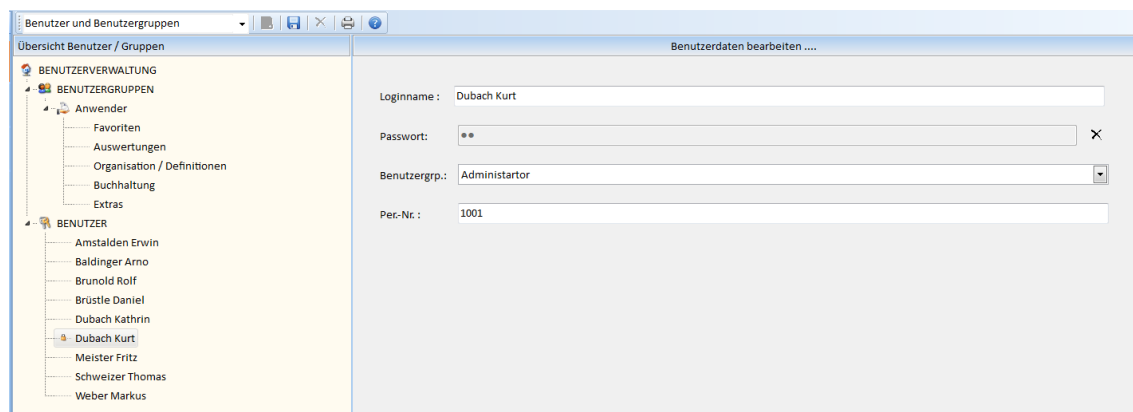 Benutzer und Benutzergruppen
Übersicht Benutzer / Gruppen
Benutzerdaten bearbeiten ....
BENUTZERVERWALTUNG
BENUTZERGRUPPEN
Anwender
Favoriten
Auswertungen
Organisation / Definitionen
Buchhaltung
Extras
BENUTZER
Amstalden Erwin
Baldinger Arno
Brunold Rolf
Brüstle Daniel
Dubach Kathrin
Dubach Kurt
Meister Fritz
Schweizer Thomas
Weber Markus
Loginname : Dubach Kurt
Passwort: ●●
Benutzergrp.: Administartor
Per.-Nr. : 1001